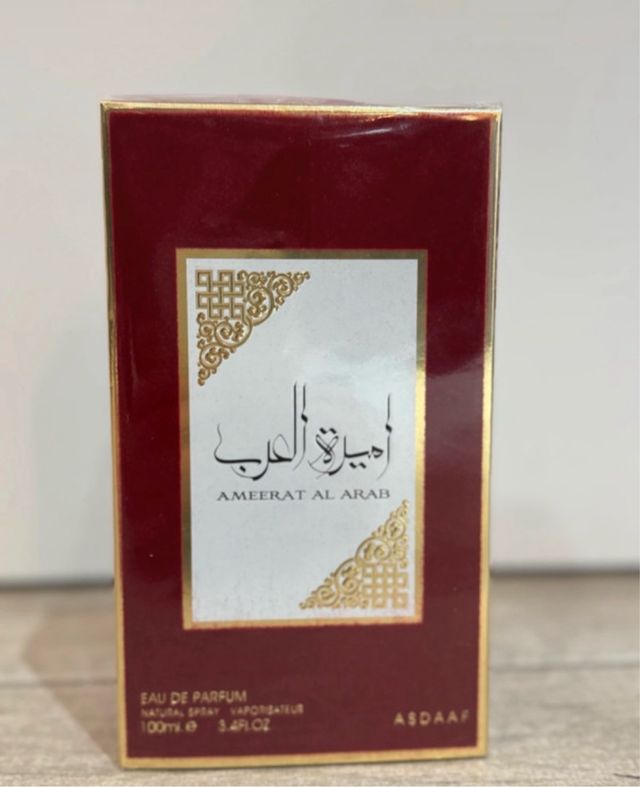 أميرة العرب
AMEERAT AL ARAB
EAU DE PARFUM
NATURAL SPRAY VAPORISATEUR
100ml.e 3.4Fl.OZ
ASDAAF